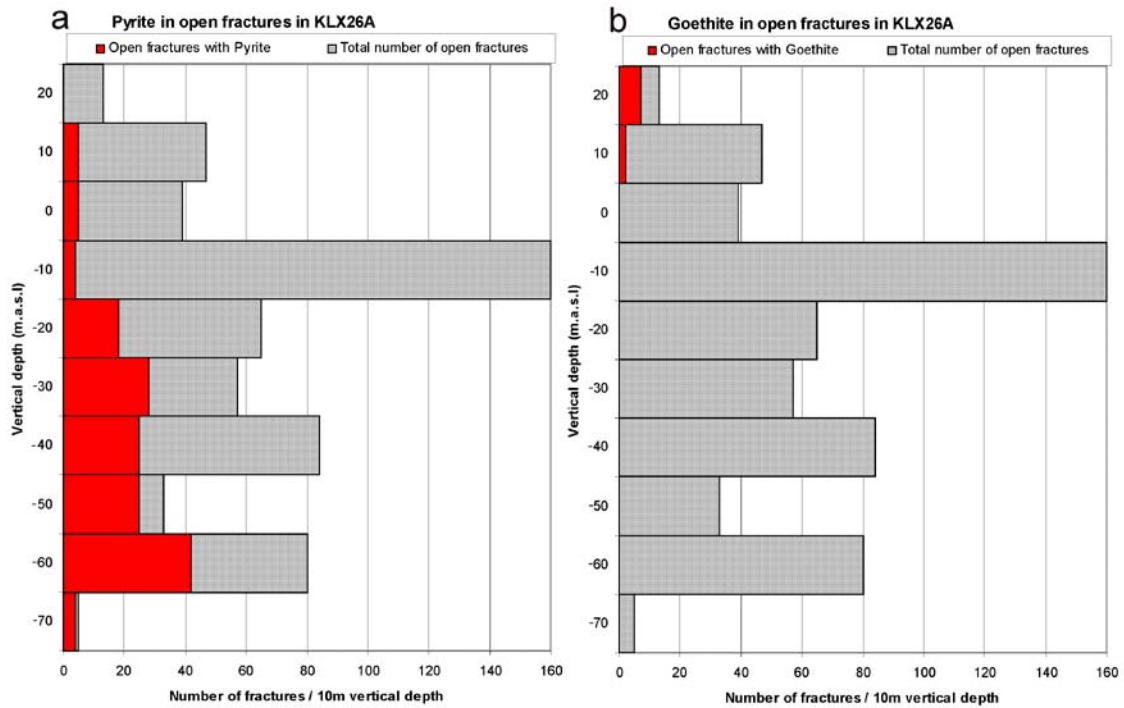 a
Pyrite in open fractures in KLX26A
Open fractures with Pyrite
Total number of open fractures
20
10
0
-10
-20
-30
-40
-50
-60
-70
Vertical depth (m.a.s.l)
0 20 40 60 80 100 120 140 160
Number of fractures / 10m vertical depth
b
Goethite in open fractures in KLX26A
Open fractures with Goethite
Total number of open fractures
20
10
0
-10
-20
-30
-40
-50
-60
-70
Vertical depth (m.a.s.l)
0 20 40 60 80 100 120 140 160
Number of fractures / 10m vertical depth